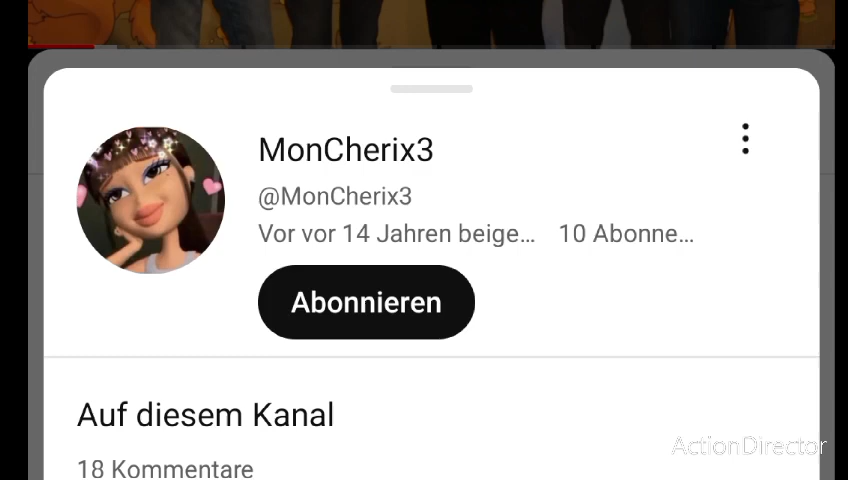 MonCherix3
@MonCherix3
Vor vor 14 Jahren beige... 10 Abonne...
Abonnieren
Auf diesem Kanal
18 Kommentare
ActionDirector